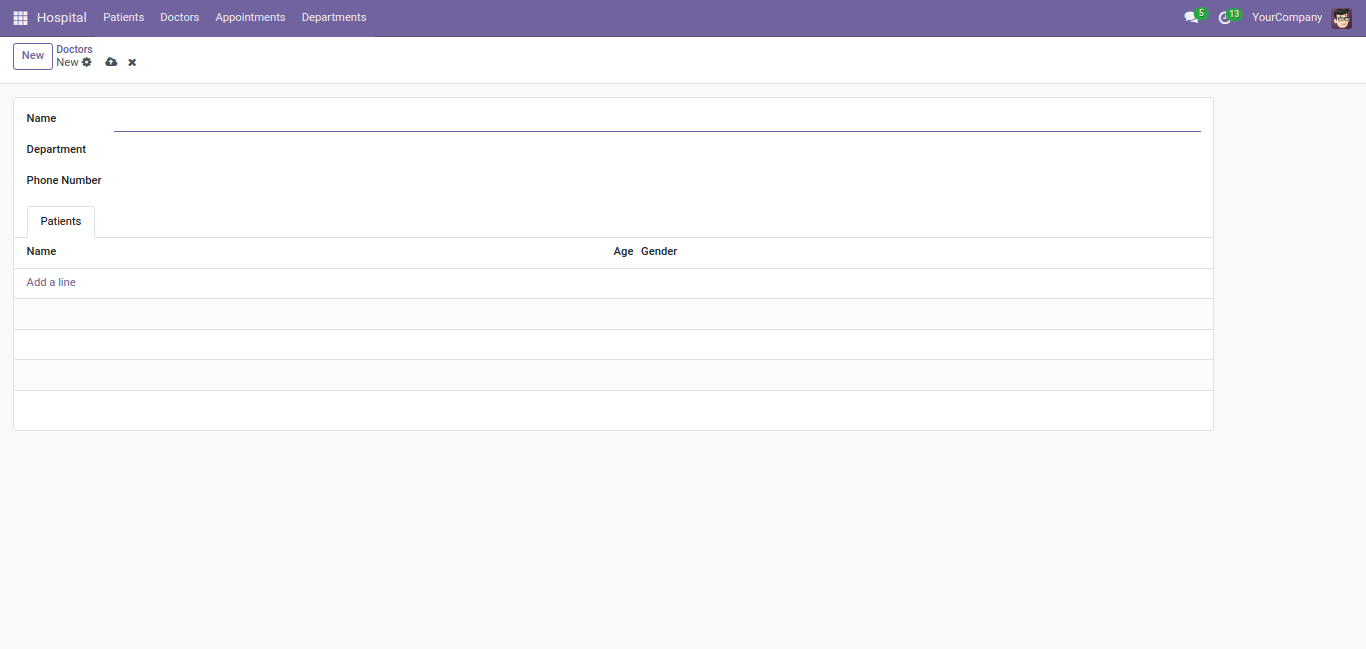 Hospital Patients Doctors Appointments Departments 5 13 YourCompany
New Doctors
New
Name
Department
Phone Number
Patients
Name Age Gender
Add a line